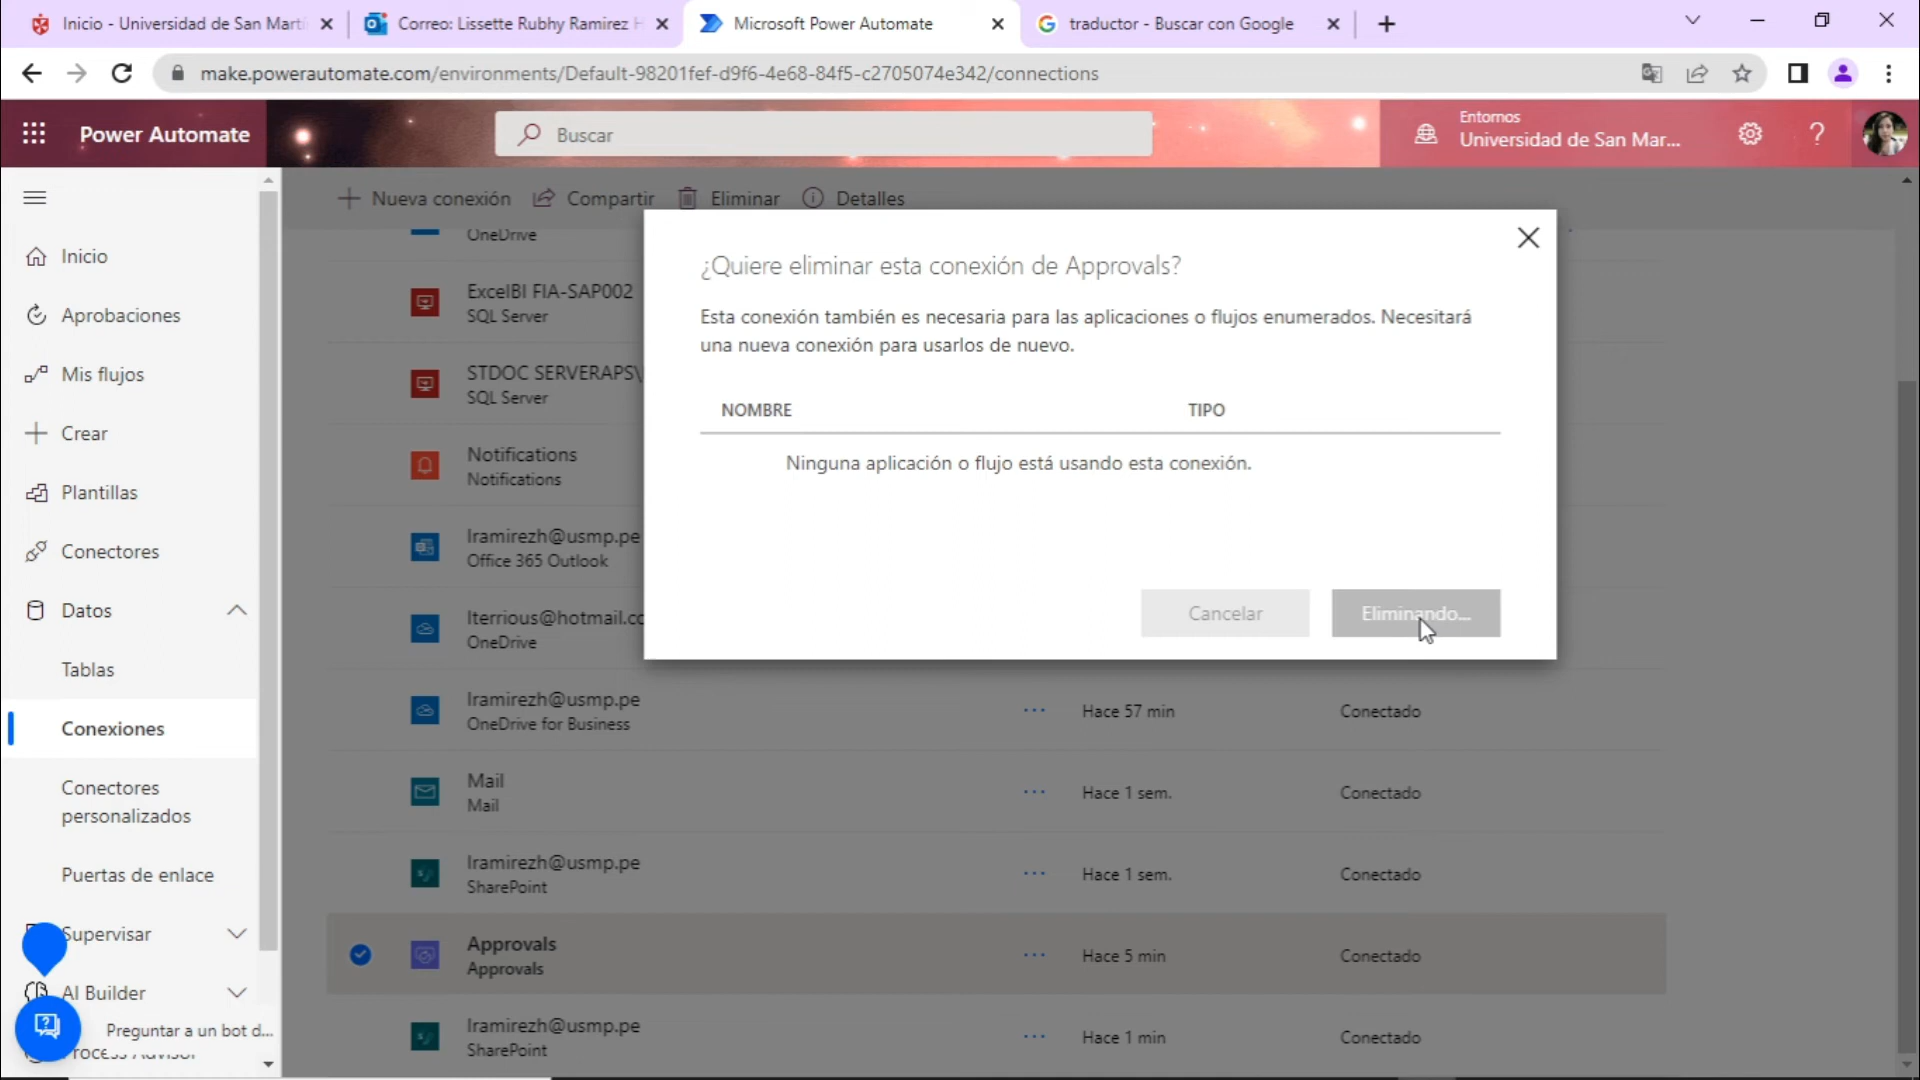 Inicio - Universidad de San Martí
Correo: Lissette Rubhy Ramirez H
Microsoft Power Automate
traductor - Buscar con Google
make.powerautomate.com/environments/Default-98201fef-d9f6-4e68-84f5-c2705074e342/connections
Power Automate
Buscar
Entornos
Universidad de San Mar...
Nueva conexión
Compartir
Eliminar
Detalles
Inicio
Aprobaciones
Mis flujos
Crear
Plantillas
Conectores
Datos
Tablas
Conexiones
Conectores
personalizados
Puertas de enlace
Supervisar
AI Builder
Preguntar a un bot d...
Process Advisor
OneDrive
ExcelBI FIA-SAP002
SQL Server
STDOC SERVERAPS\
SQL Server
Notifications
Notifications
lramirezh@usmp.pe
Office 365 Outlook
lterrious@hotmail.co
OneDrive
lramirezh@usmp.pe
OneDrive for Business
Hace 57 min
Conectado
Mail
Mail
Hace 1 sem.
Conectado
lramirezh@usmp.pe
SharePoint
Hace 1 sem.
Conectado
Approvals
Approvals
Hace 5 min
Conectado
lramirezh@usmp.pe
SharePoint
Hace 1 min
Conectado
¿Quiere eliminar esta conexión de Approvals?
Esta conexión también es necesaria para las aplicaciones o flujos enumerados. Necesitará
una nueva conexión para usarlos de nuevo.
NOMBRE
TIPO
Ninguna aplicación o flujo está usando esta conexión.
Cancelar
Eliminando...